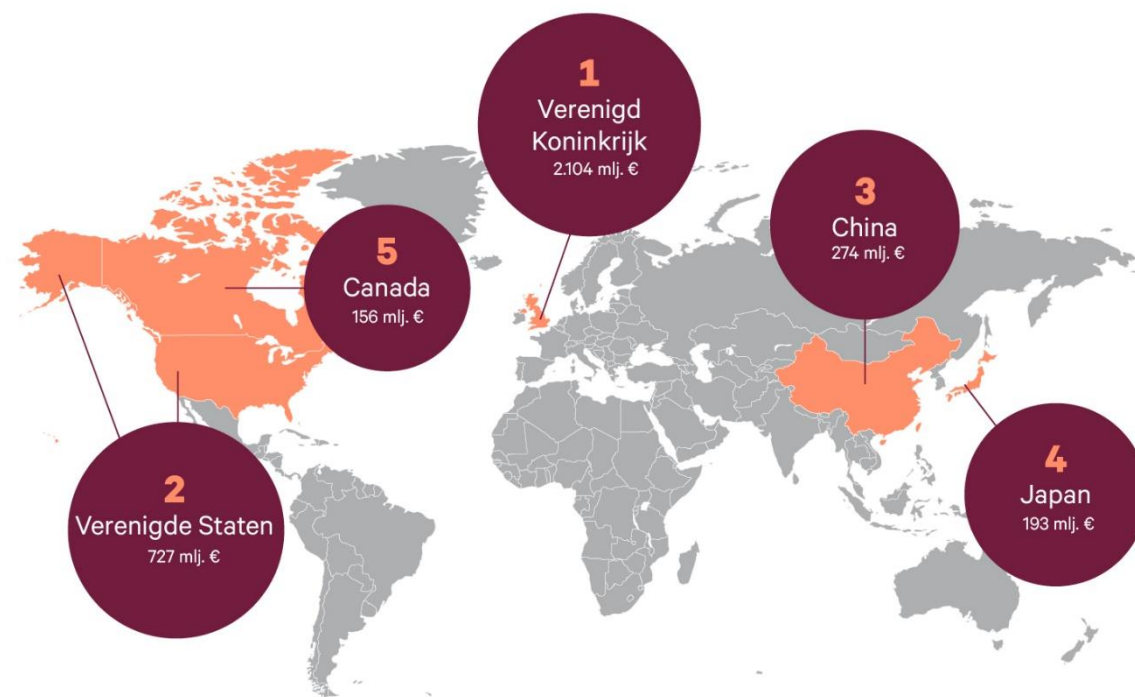 1
Verenigd
Koninkrijk
2.104 mlj. €
3
China
274 mlj. €
5
Canada
156 mlj. €
2
Verenigde Staten
727 mlj. €
4
Japan
193 mlj. €